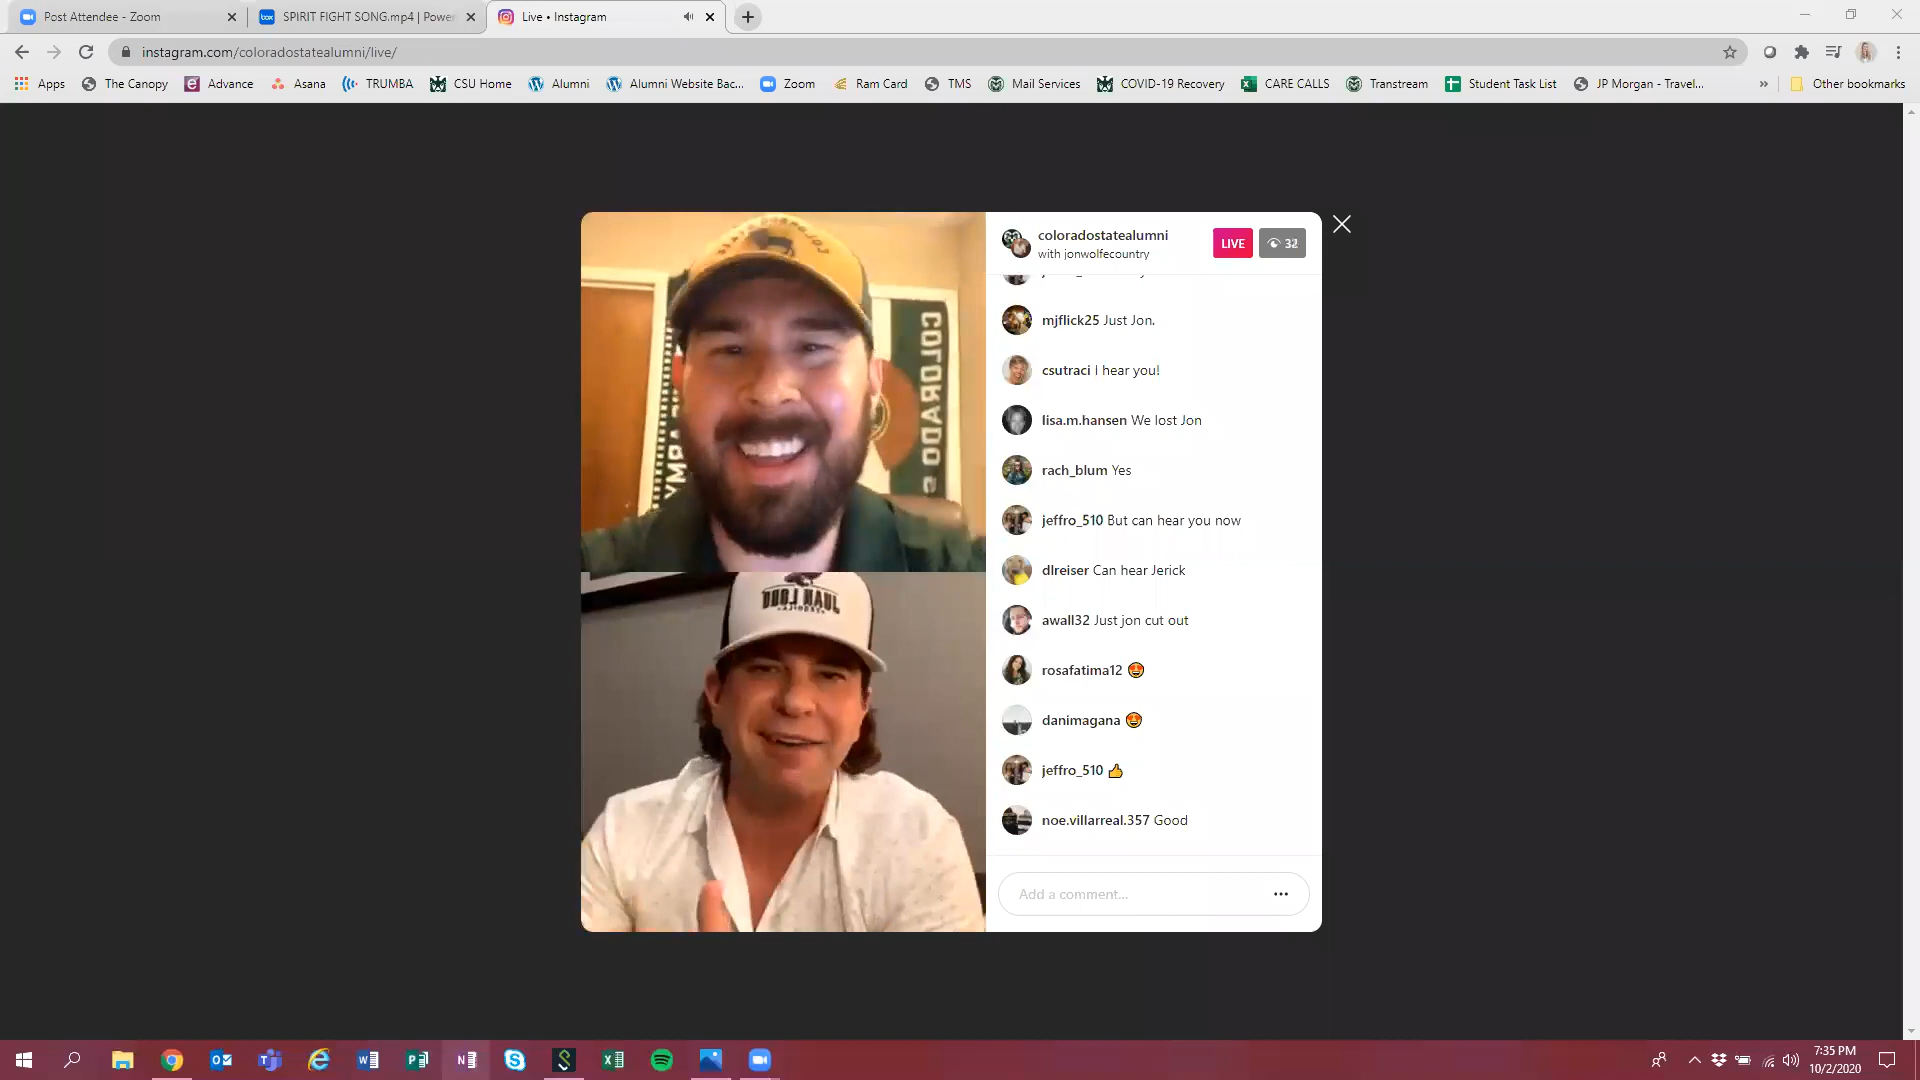 Post Attendee - Zoom
SPIRIT FIGHT SONG.mp4 | Power
Live • Instagram
instagram.com/coloradostatealumni/live/
Apps
The Canopy
Advance
Asana
TRUMBA
CSU Home
Alumni
Alumni Website Bac...
Zoom
Ram Card
TMS
Mail Services
COVID-19 Recovery
CARE CALLS
Transtream
Student Task List
JP Morgan - Travel...
»
Other bookmarks
COLORADO
ARMY
coloradostatealumni
with jonwolfecountry
LIVE
32
mjflick25 Just Jon.
csutraci I hear you!
lisa.m.hansen We lost Jon
rach_blum Yes
jeffro_510 But can hear you now
dlreiser Can hear Jerick
awall32 Just jon cut out
rosafatima12 🤩
danimagana 🤩
jeffro_510 👍
noe.villarreal.357 Good
Add a comment...
7:35 PM
10/2/2020